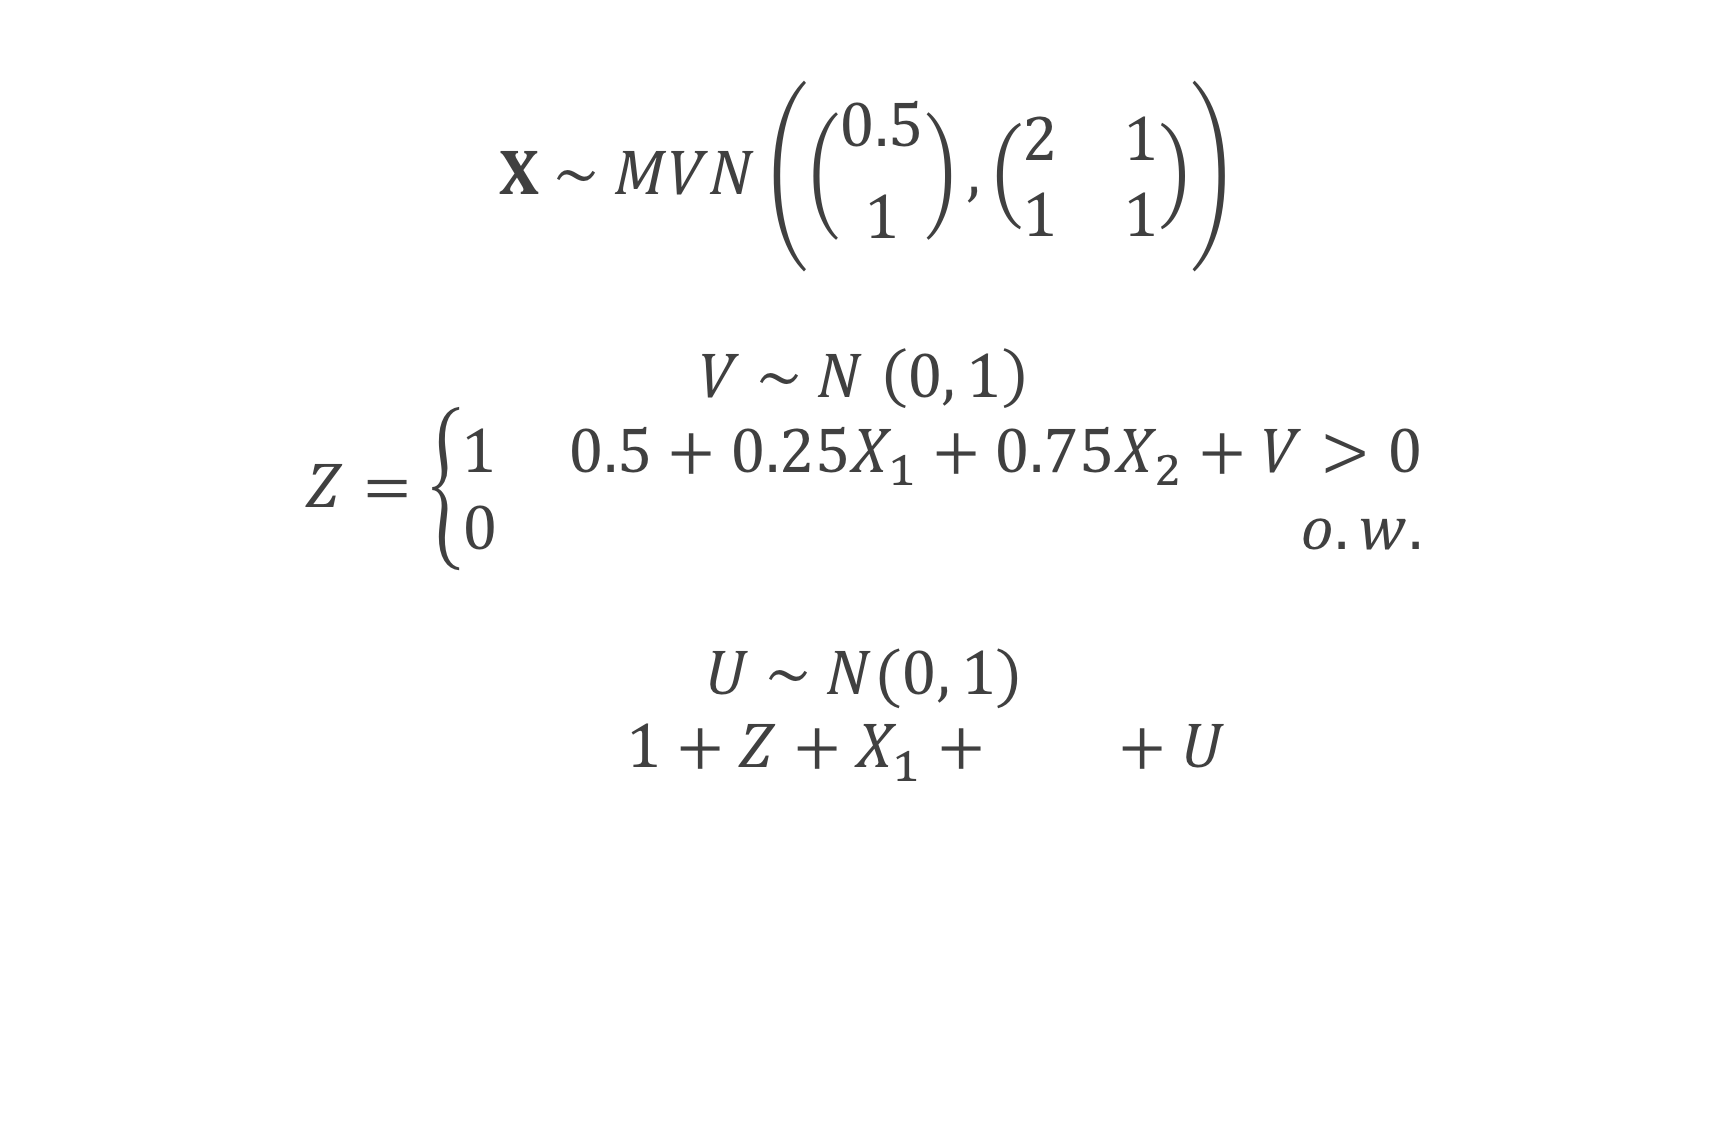 𝐗 ~ MVN ( ( 0.5 1 ) , ( 2 1 1 1 ) )
V ~ N (0, 1)
Z = { 1 0.5 + 0.25X₁ + 0.75X₂ + V > 0
0 o.w.
U ~ N(0, 1)
1 + Z + X₁ + + U